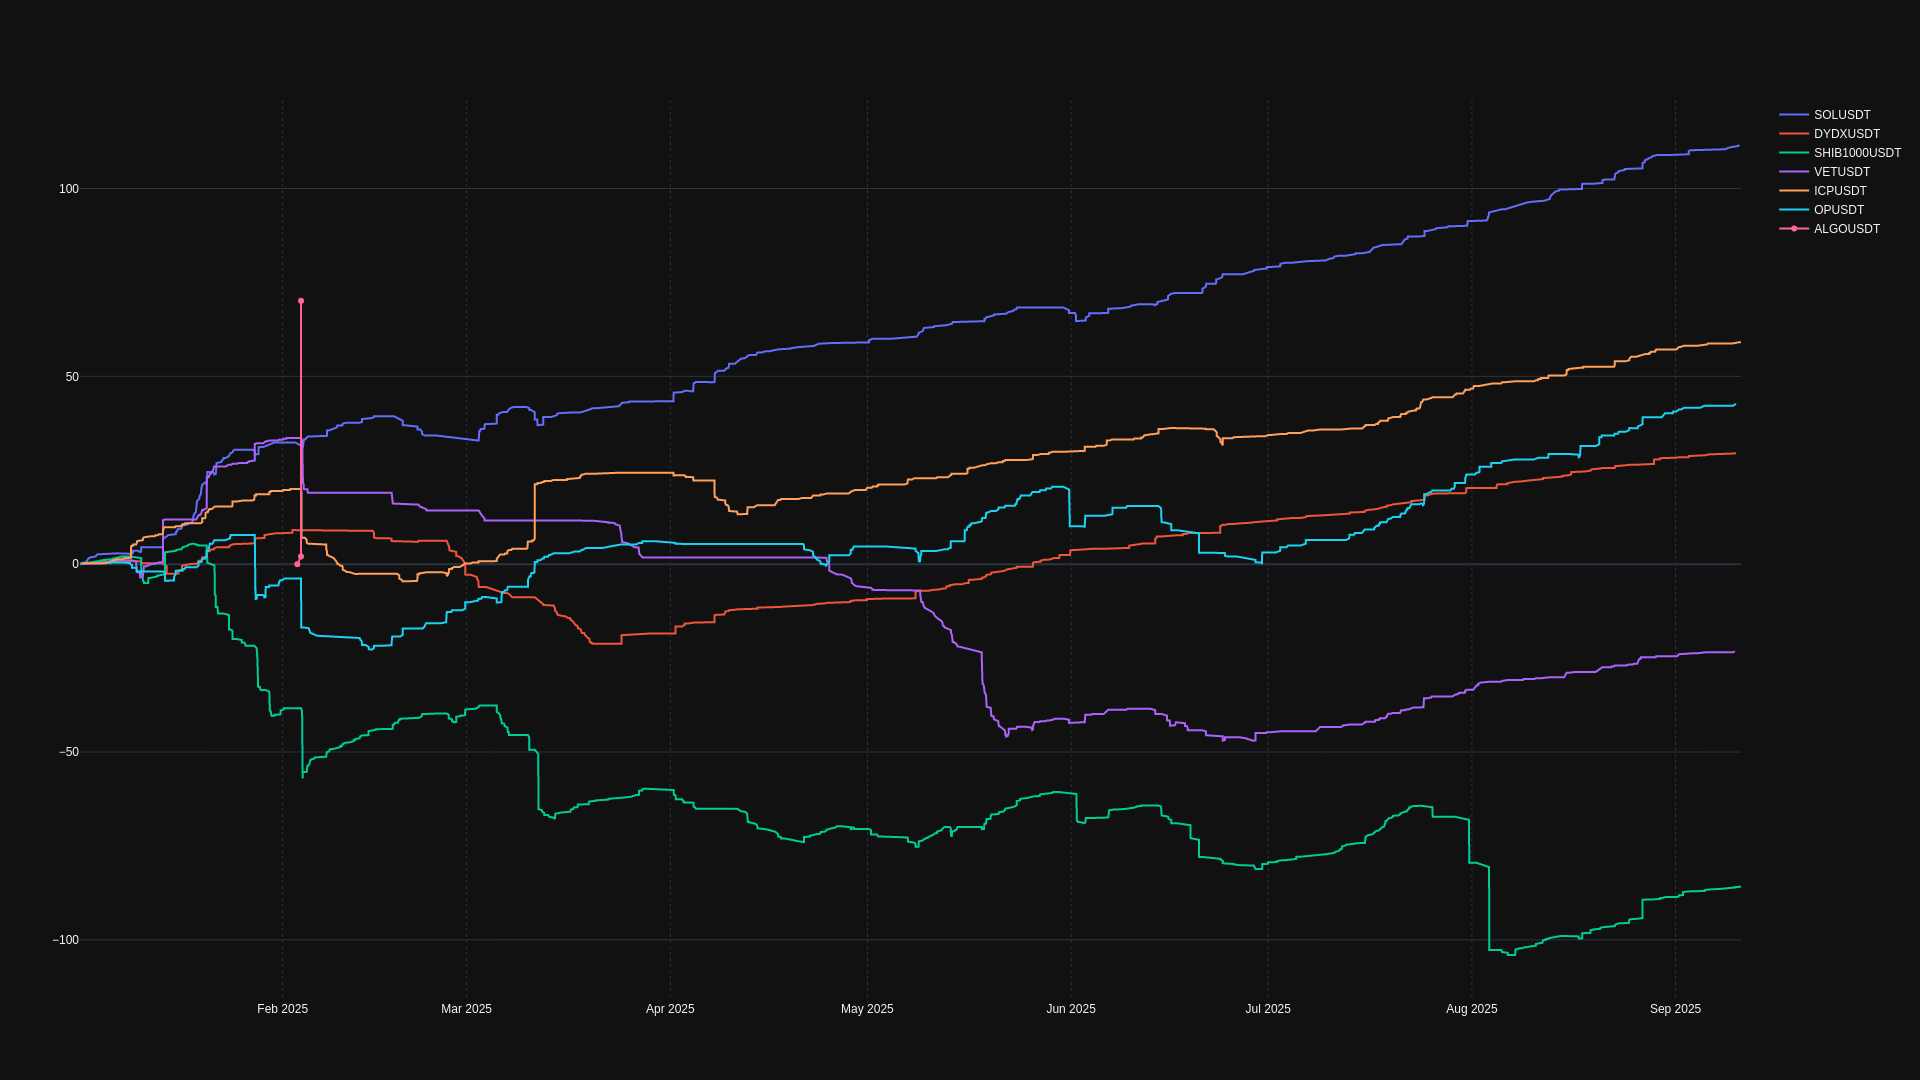 SOLUSDT
DYDXUSDT
SHIB1000USDT
VETUSDT
ICPUSDT
OPUSDT
ALGOUSDT
100
50
0
−50
−100
Feb 2025
Mar 2025
Apr 2025
May 2025
Jun 2025
Jul 2025
Aug 2025
Sep 2025